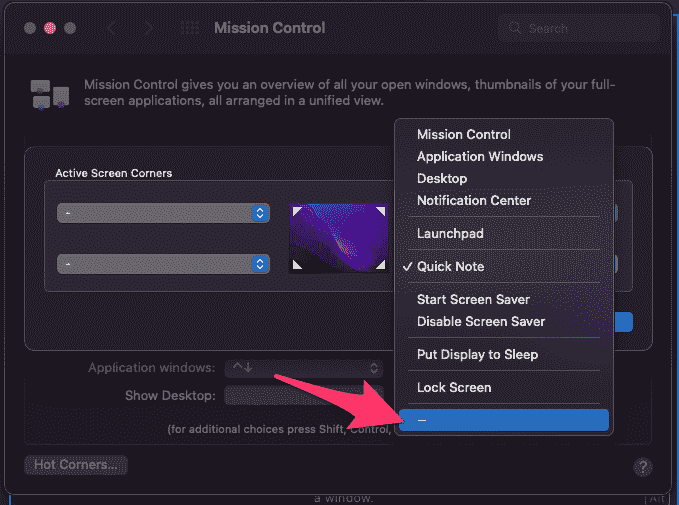 Mission Control
Search
Mission Control gives you an overview of all your open windows, thumbnails of your full-
screen applications, all arranged in a unified view.
Active Screen Corners
-
-
Mission Control
Application Windows
Desktop
Notification Center
Launchpad
✓ Quick Note
Start Screen Saver
Disable Screen Saver
Put Display to Sleep
Lock Screen
—
Application windows: ^↓
Show Desktop:
(for additional choices press Shift, Control,
Hot Corners...
?
a window.
Alt